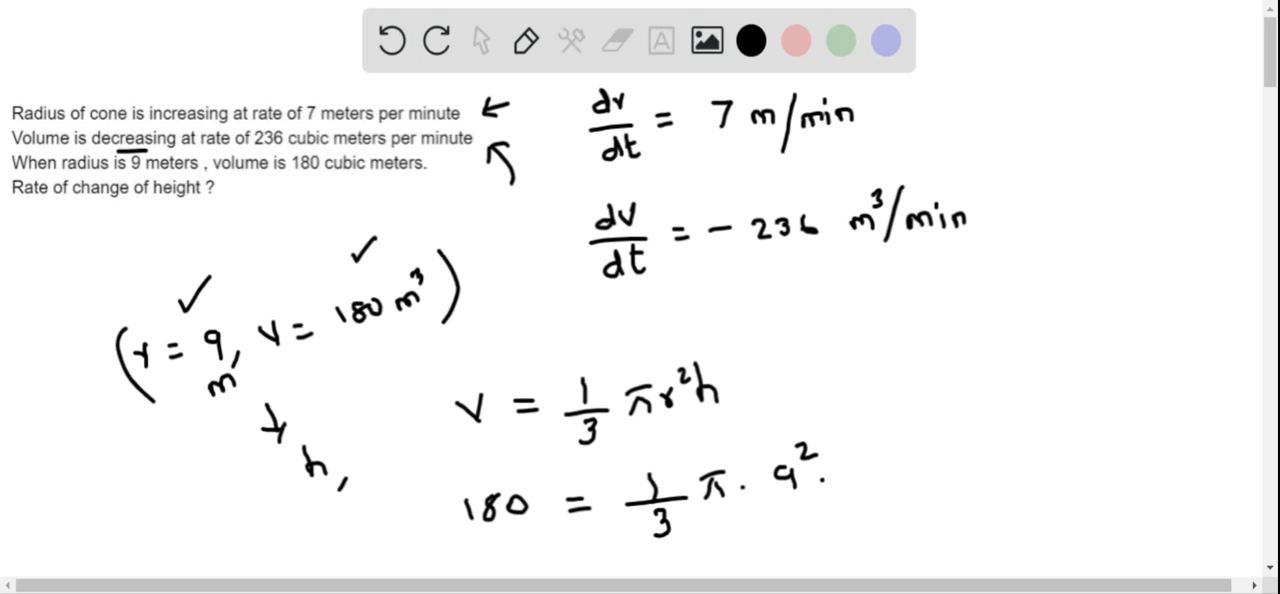 Radius of cone is increasing at rate of 7 meters per minute
Volume is decreasing at rate of 236 cubic meters per minute
When radius is 9 meters , volume is 180 cubic meters.
Rate of change of height ?
dr/dt = 7 m/min
dV/dt = - 236 m³/min
(r = 9 m, V = 180 m³)
h,
V = 1/3 πr²h
180 = 1/3 π · 9² ·
A